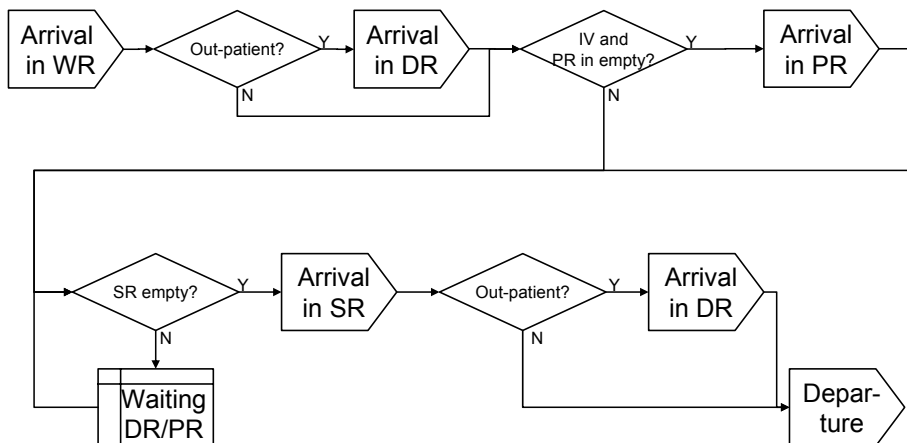 Arrival
in WR
Out-patient?
Y
N
Arrival
in DR
IV and
PR in empty?
Y
N
Arrival
in PR
SR empty?
Y
N
Arrival
in SR
Out-patient?
Y
N
Arrival
in DR
Waiting
DR/PR
Depar-
ture